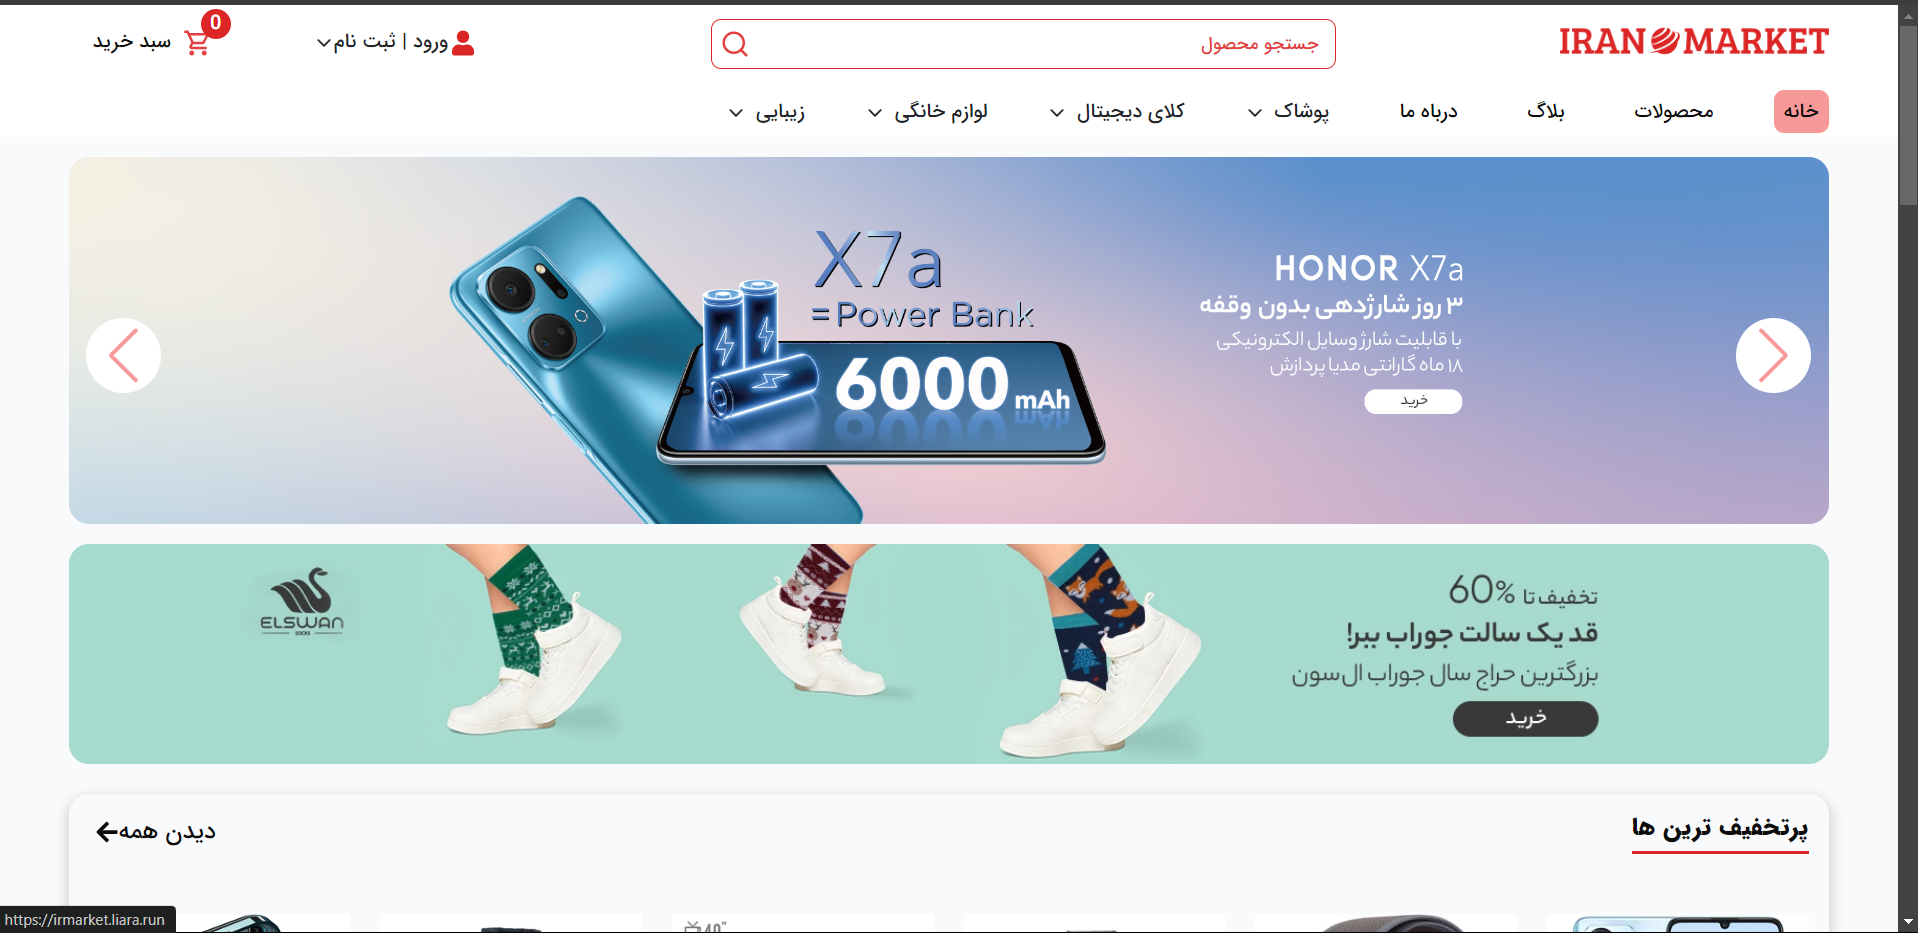 IRAN MARKET
جستجو محصول
ورود | ثبت نام
سبد خرید
0
خانه
محصولات
بلاگ
درباه ما
پوشاک
کلای دیجیتال
لوازم خانگی
زیبایی
HONOR X7a
۳ روز شارژدهی بدون وقفه
با قابلیت شارژ وسایل الکترونیکی
۱۸ ماه گارانتی مدیا پردازش
خرید
X7a
=Power Bank
6000 mAh
تخفیف تا 60%
قد یک سالت جوراب ببر!
بزرگترین حراج سال جوراب ال سون
خرید
ELSWAN
SOCKS
پرتخفیف ترین ها
دیدن همه
40"
https://irmarket.liara.run